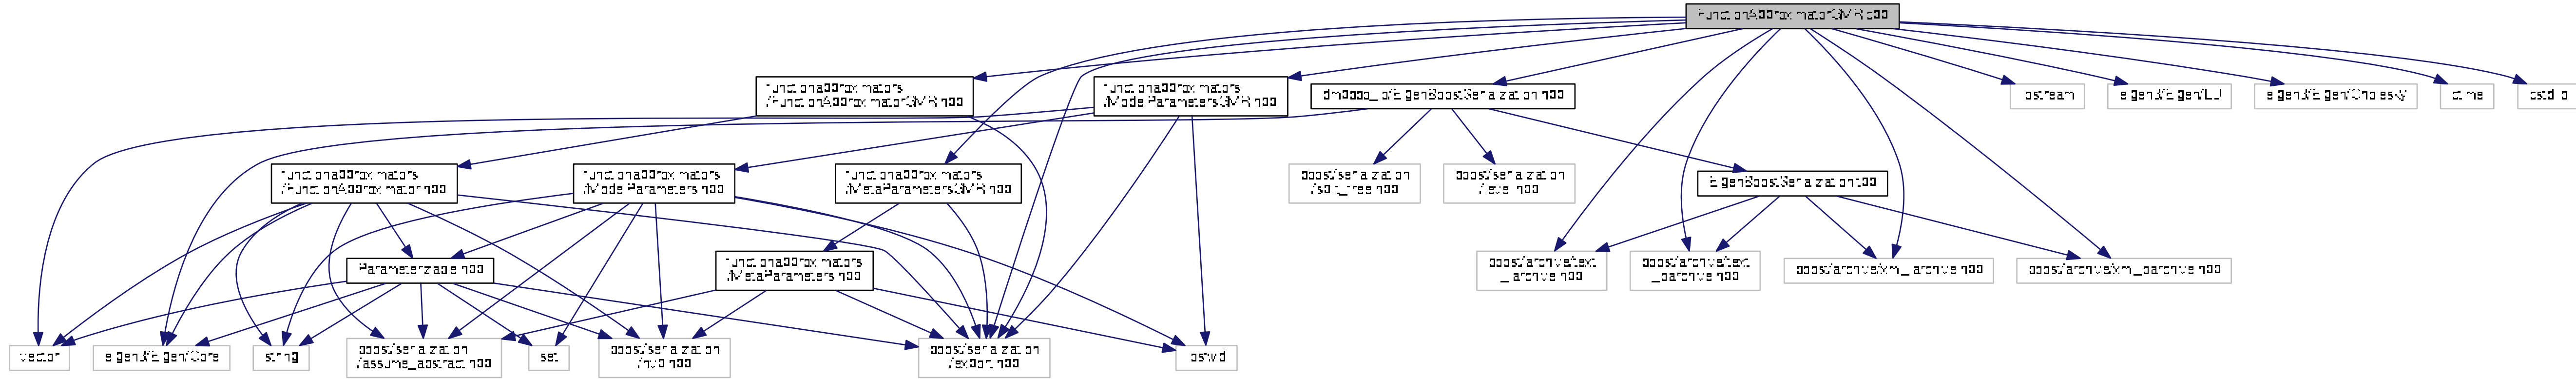 FunctionApproximatorGMR.cpp
functionapproximators
/FunctionApproximatorGMR.hpp
functionapproximators
/ModelParametersGMR.hpp
dmpbbo_io/EigenBoostSerialization.hpp
iostream
eigen3/Eigen/LU
eigen3/Eigen/Cholesky
ctime
functionapproximators
/FunctionApproximator.hpp
functionapproximators
/ModelParameters.hpp
functionapproximators
/MetaParametersGMR.hpp
boost/serialization
/split_free.hpp
boost/serialization
/level.hpp
EigenBoostSerialization.tpp
Parameterizable.hpp
functionapproximators
/MetaParameters.hpp
boost/archive/text
_iarchive.hpp
boost/archive/text
_oarchive.hpp
boost/archive/xml_iarchive.hpp
boost/archive/xml_oarchive.hpp
vector
eigen3/Eigen/Core
string
boost/serialization
/assume_abstract.hpp
set
boost/serialization
/nvp.hpp
boost/serialization
/export.hpp
iosfwd